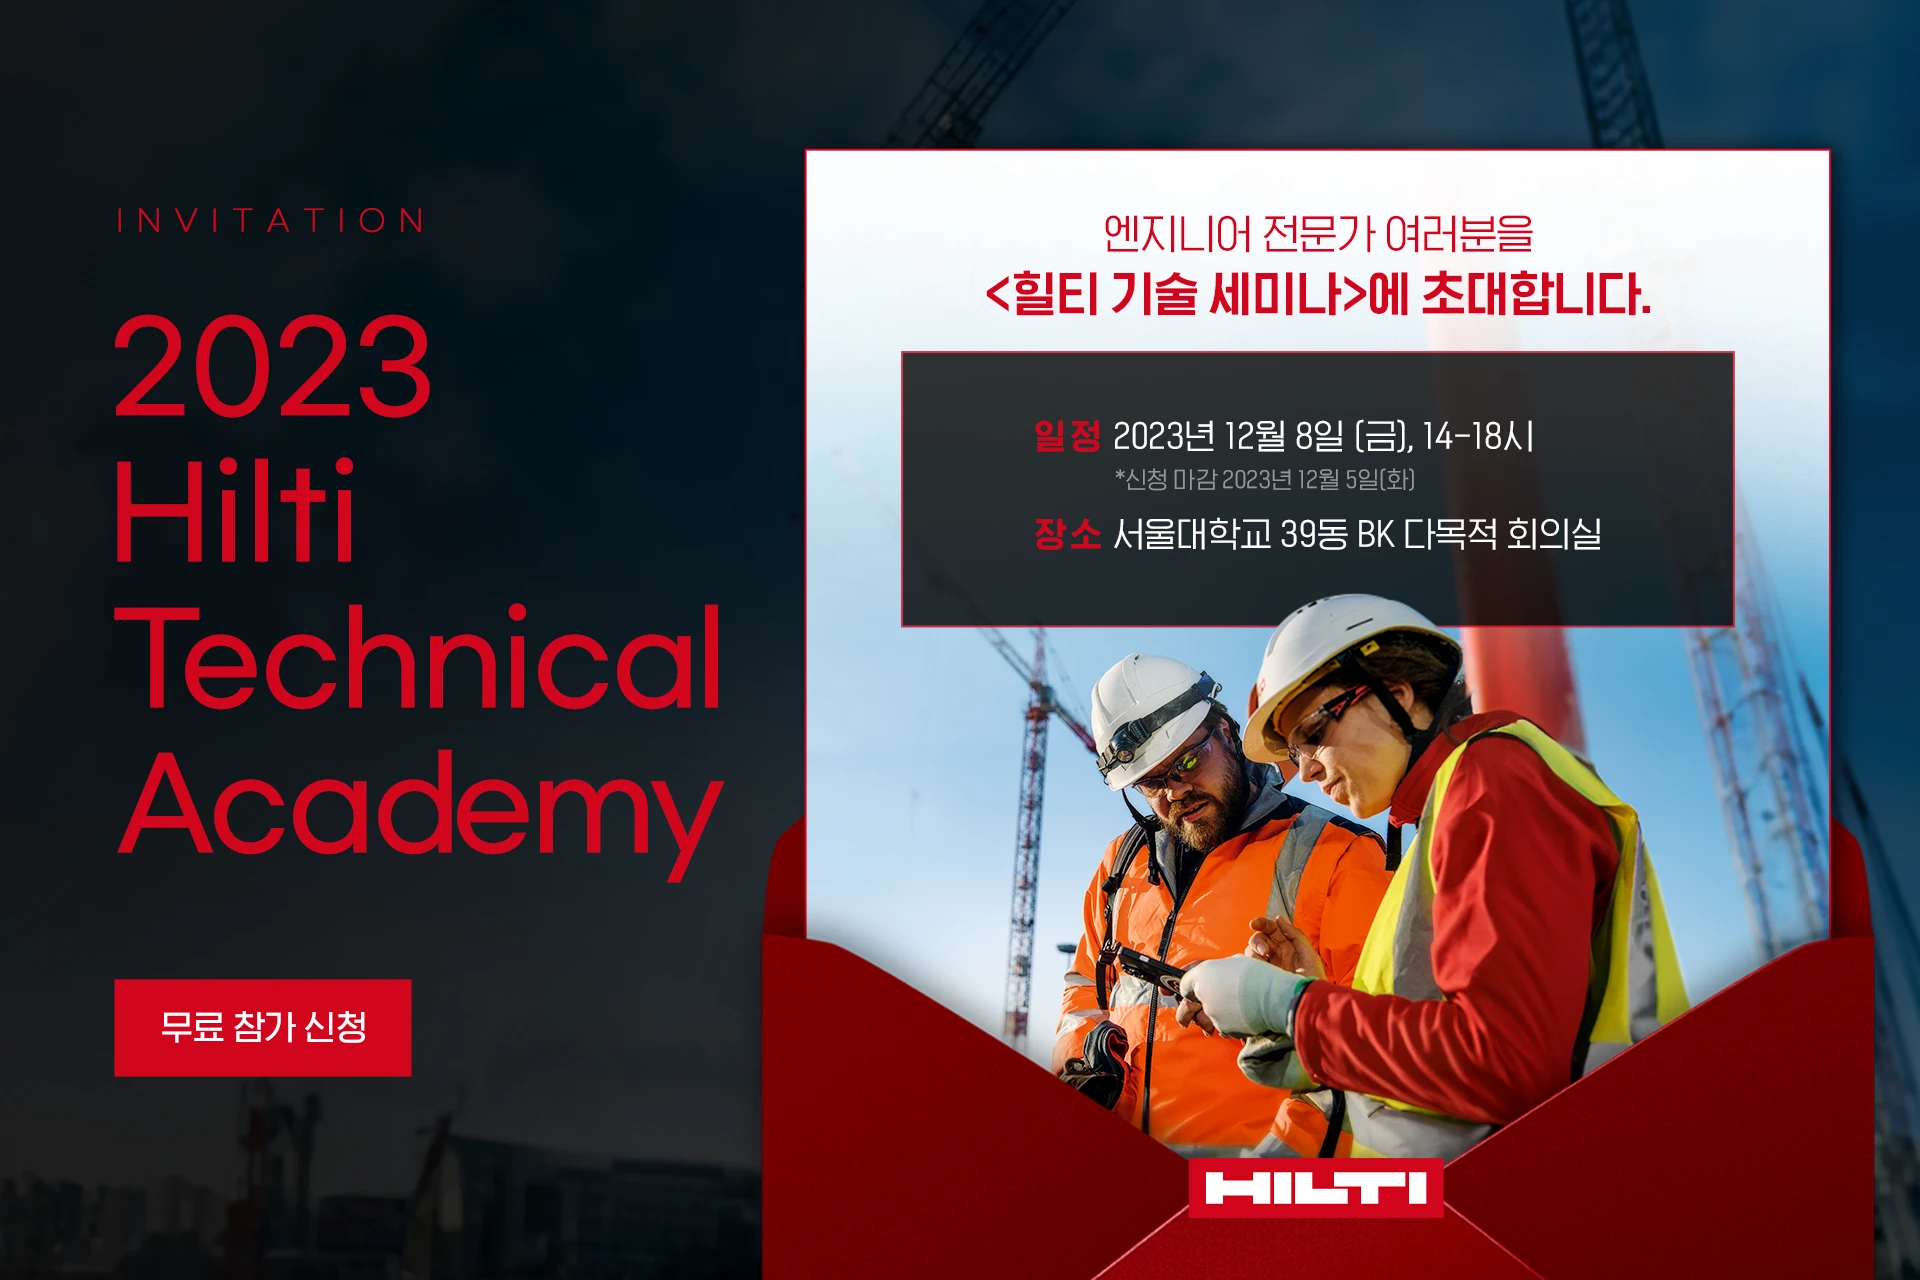 INVITATION
2023
Hilti
Technical
Academy
무료 참가 신청
엔지니어 전문가 여러분을
<힐티 기술 세미나>에 초대합니다.
일정 2023년 12월 8일 (금), 14-18시
*신청 마감 2023년 12월 5일(화)
장소 서울대학교 39동 BK 다목적 회의실
HILTI